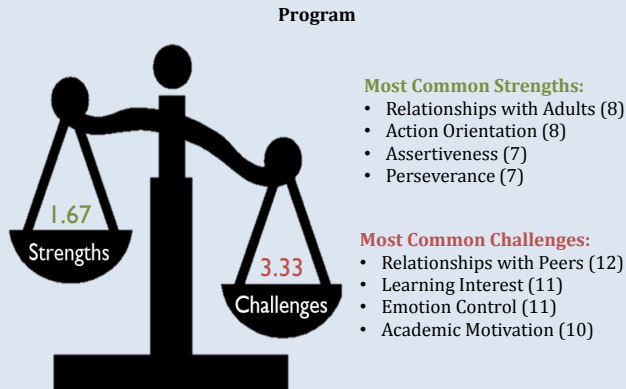 Program
1.67
Strengths
3.33
Challenges
Most Common Strengths:
• Relationships with Adults (8)
• Action Orientation (8)
• Assertiveness (7)
• Perseverance (7)
Most Common Challenges:
• Relationships with Peers (12)
• Learning Interest (11)
• Emotion Control (11)
• Academic Motivation (10)